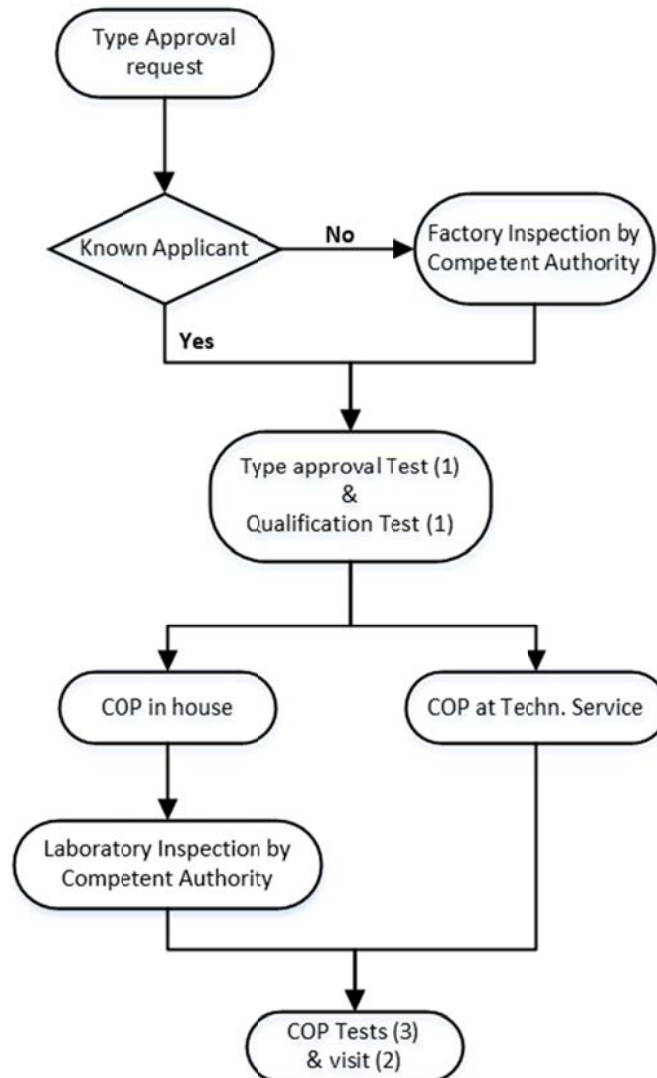 Type Approval
request
Known Applicant
No
Factory Inspection by
Competent Authority
Yes
Type approval Test (1)
&
Qualification Test (1)
COP in house
COP at Techn. Service
Laboratory Inspection by
Competent Authority
COP Tests (3)
& visit (2)